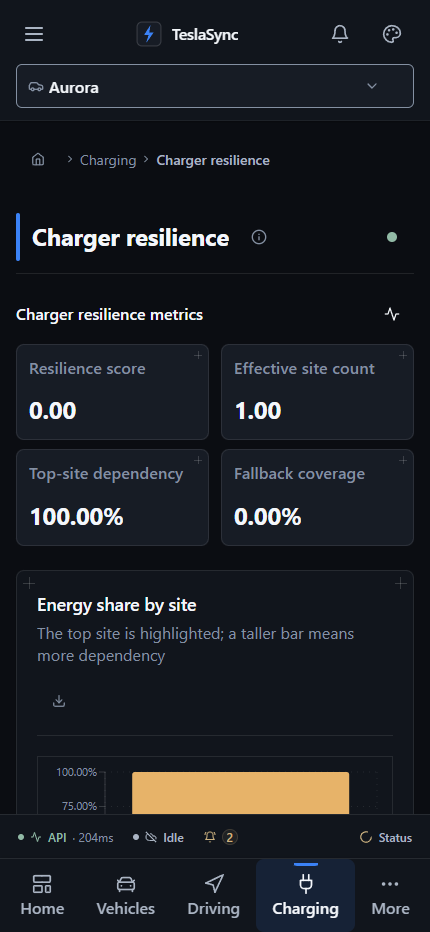 TeslaSync
Aurora
Charging
Charger resilience
Charger resilience
Charger resilience metrics
Resilience score
0.00
Effective site count
1.00
Top-site dependency
100.00%
Fallback coverage
0.00%
Energy share by site
The top site is highlighted; a taller bar means
more dependency
100.00%
75.00%
API · 204ms
Idle
2
Status
Home
Vehicles
Driving
Charging
More